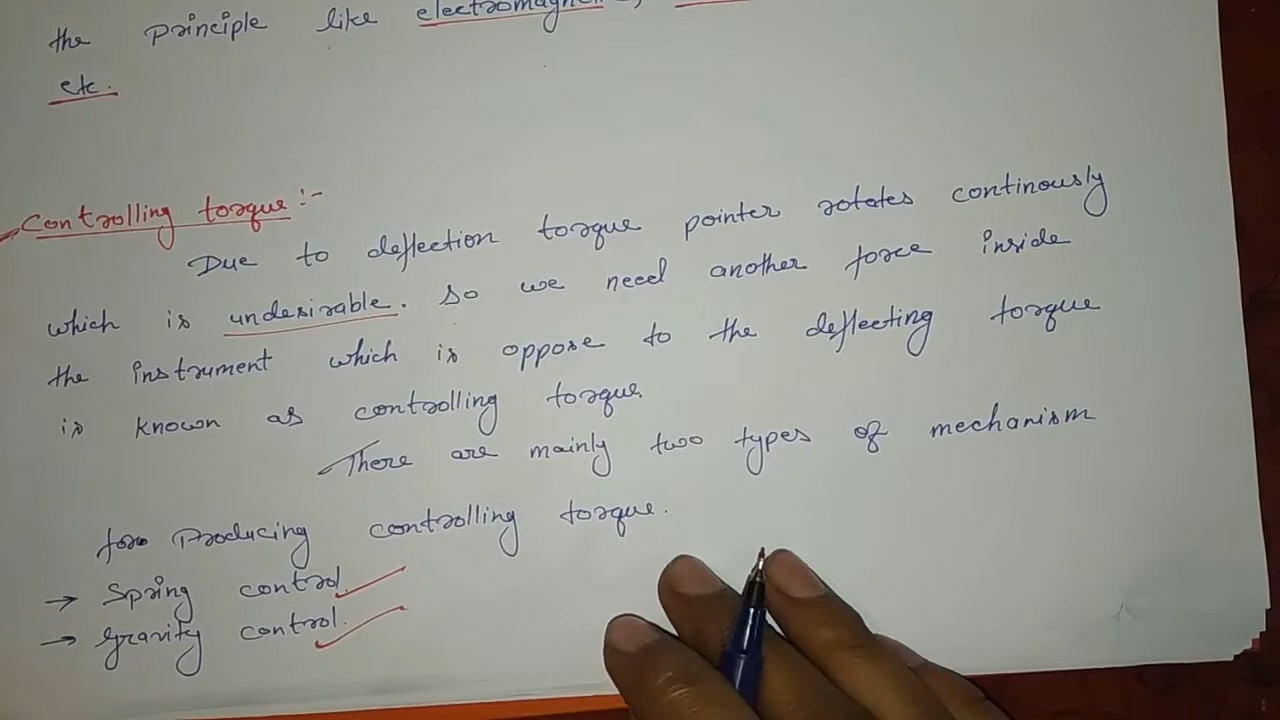 the principle like
etc.
Controlling torque :-
Due to deflection torque pointer rotates continously
which is undesirable. So we need another force inside
the instrument which is oppose to the deflecting torque
is known as controlling torque.
There are mainly two types of mechanism
for producing controlling torque.
→ Spring control.
→ Gravity control.